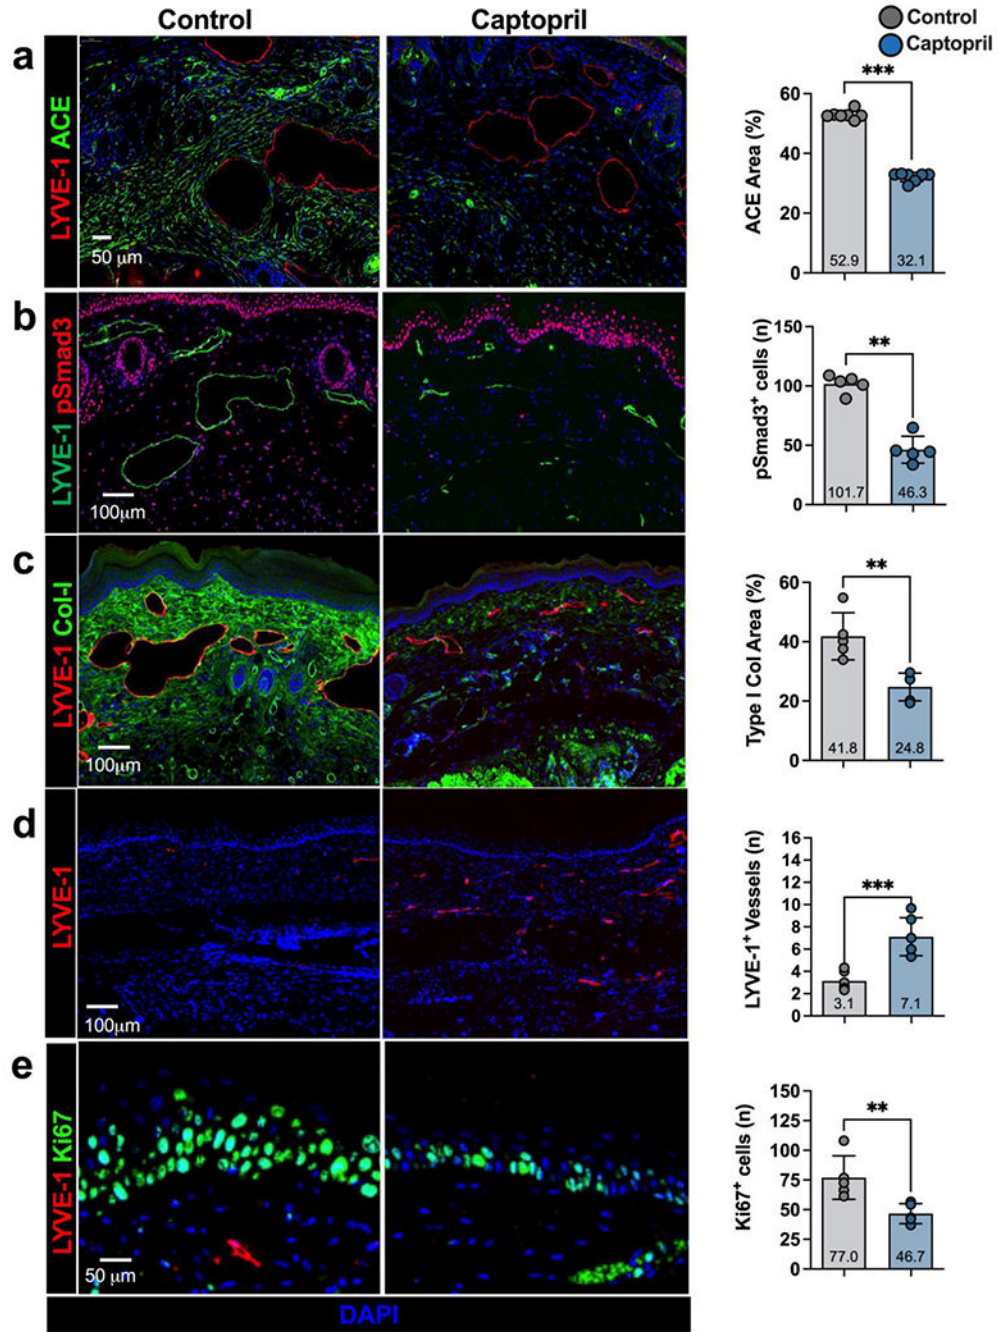 Control
Captopril
Control
Captopril
a
LYVE-1 ACE
50 μm
ACE Area (%)
60
40
20
0
***
52.9
32.1
b
LYVE-1 pSmad3
100μm
pSmad3+ cells (n)
150
100
50
0
**
101.7
46.3
c
LYVE-1 Col-I
100μm
Type I Col Area (%)
60
40
20
0
**
41.8
24.8
d
LYVE-1
100μm
LYVE-1+ Vessels (n)
16
14
12
10
8
6
4
2
0
***
3.1
7.1
e
LYVE-1 Ki67
50 μm
Ki67+ cells (n)
150
125
100
75
50
25
0
**
77.0
46.7
DAPI